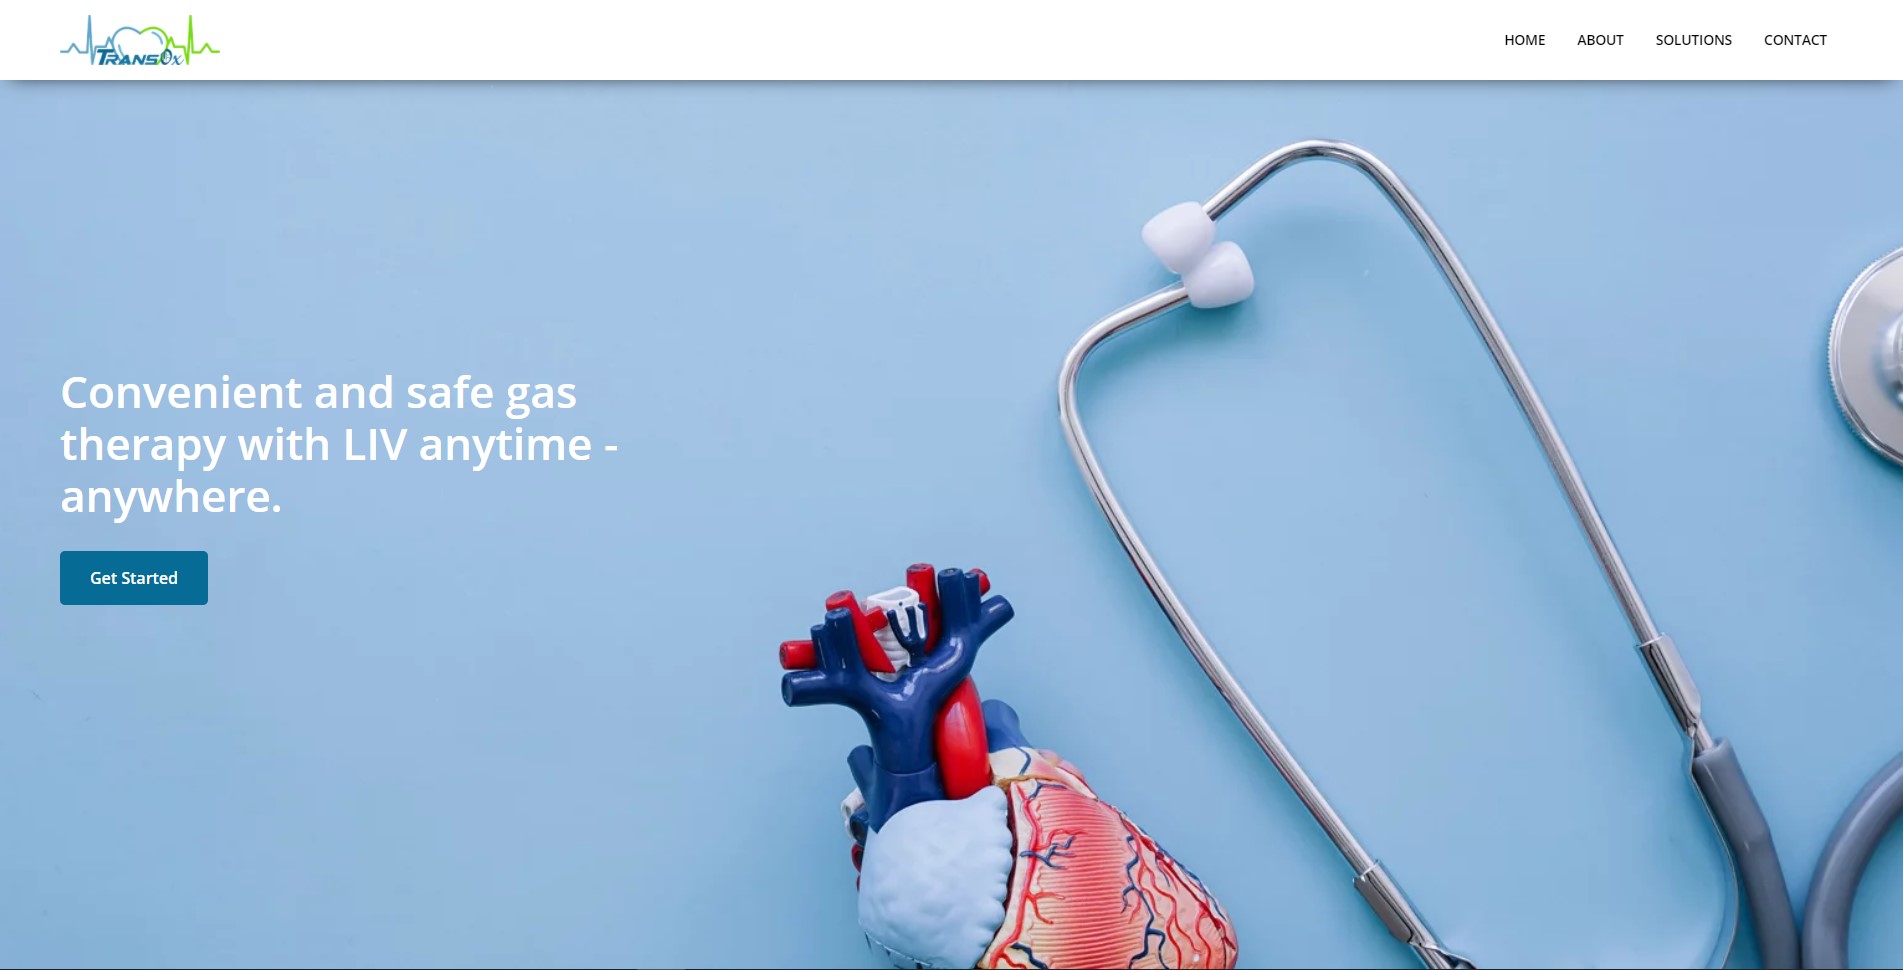 TRANSOx
HOME ABOUT SOLUTIONS CONTACT
Convenient and safe gas
therapy with LIV anytime -
anywhere.
Get Started